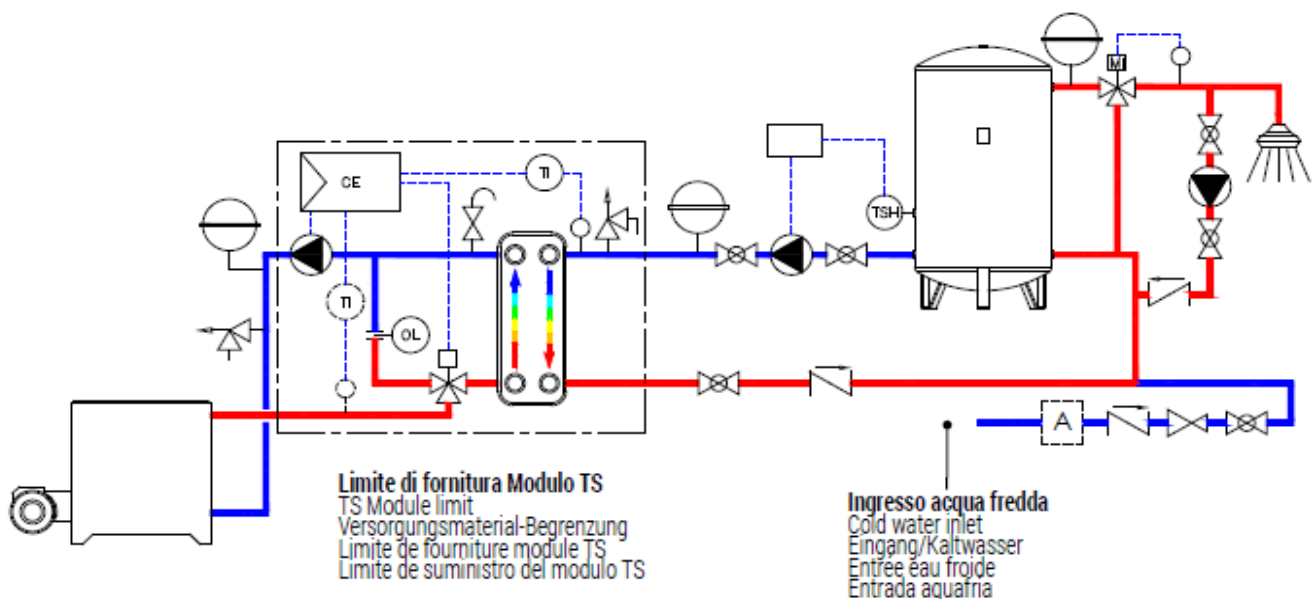 M
CE
TI
TSH
TI
OL
A
Limite di fornitura Modulo TS
TS Module limit
Versorgungsmaterial-Begrenzung
Limite de fourniture module TS
Limite de suministro del modulo TS
Ingresso acqua fredda
Cold water inlet
Eingang/Kaltwasser
Entrée eau froide
Entrada aquafria